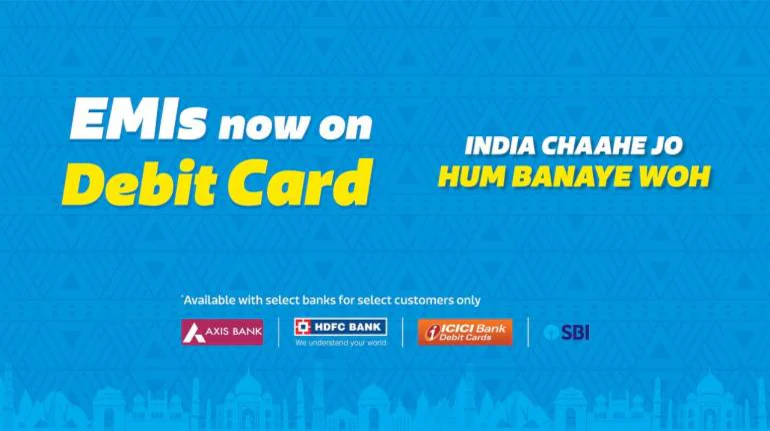 EMIs now on
Debit Card
INDIA CHAAHE JO
HUM BANAYE WOH
*Available with select banks for select customers only
AXIS BANK
HDFC BANK
We understand your world
ICICI Bank
Debit Cards
SBI